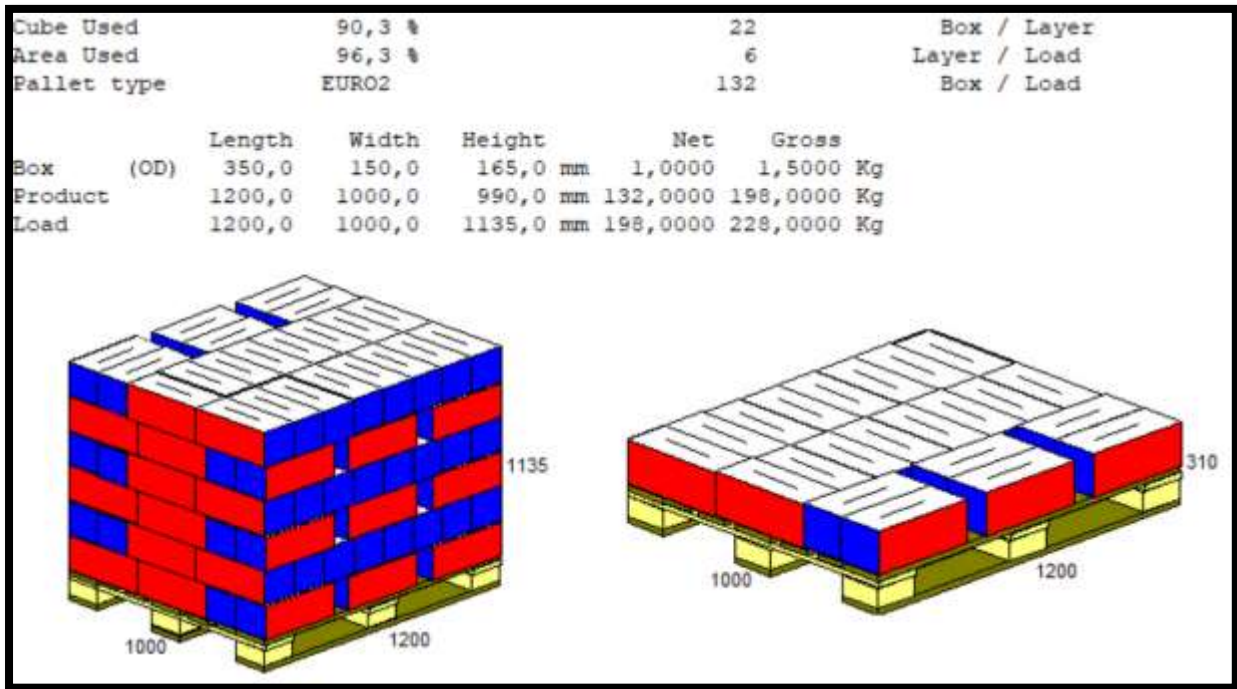 Cube Used 90,3 % 22 Box / Layer
Area Used 96,3 % 6 Layer / Load
Pallet type EURO2 132 Box / Load
Length Width Height Net Gross
Box (OD) 350,0 150,0 165,0 mm 1,0000 1,5000 Kg
Product 1200,0 1000,0 990,0 mm 132,0000 198,0000 Kg
Load 1200,0 1000,0 1135,0 mm 198,0000 228,0000 Kg
1135
310
1000
1200
1000
1200